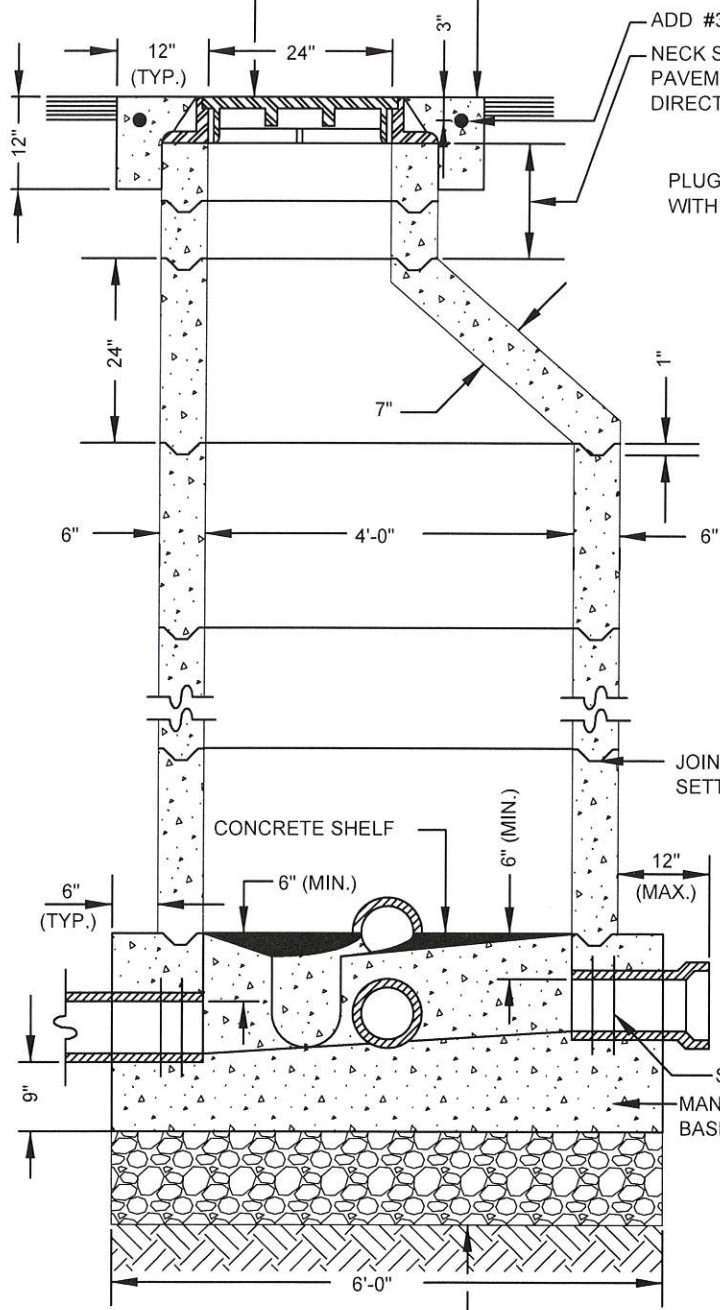 ADD #3
12"
(TYP.)
24"
3"
NECK S
PAVEM
DIRECT
12"
PLUG
WITH
24"
7"
1"
6"
4'-0"
6"
JOIN
SETT
CONCRETE SHELF
6" (MIN.)
6" (MIN.)
12"
(MAX.)
6"
(TYP.)
9"
S
MAN
BASE
6'-0"